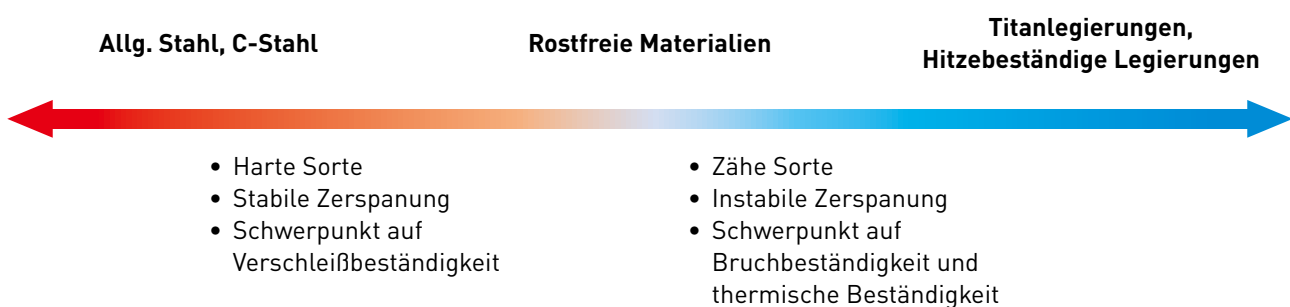 Allg. Stahl, C-Stahl
Rostfreie Materialien
Titanlegierungen,
Hitzebeständige Legierungen
• Harte Sorte
• Stabile Zerspanung
• Schwerpunkt auf
Verschleißbeständigkeit
• Zähe Sorte
• Instabile Zerspanung
• Schwerpunkt auf
Bruchbeständigkeit und
thermische Beständigkeit